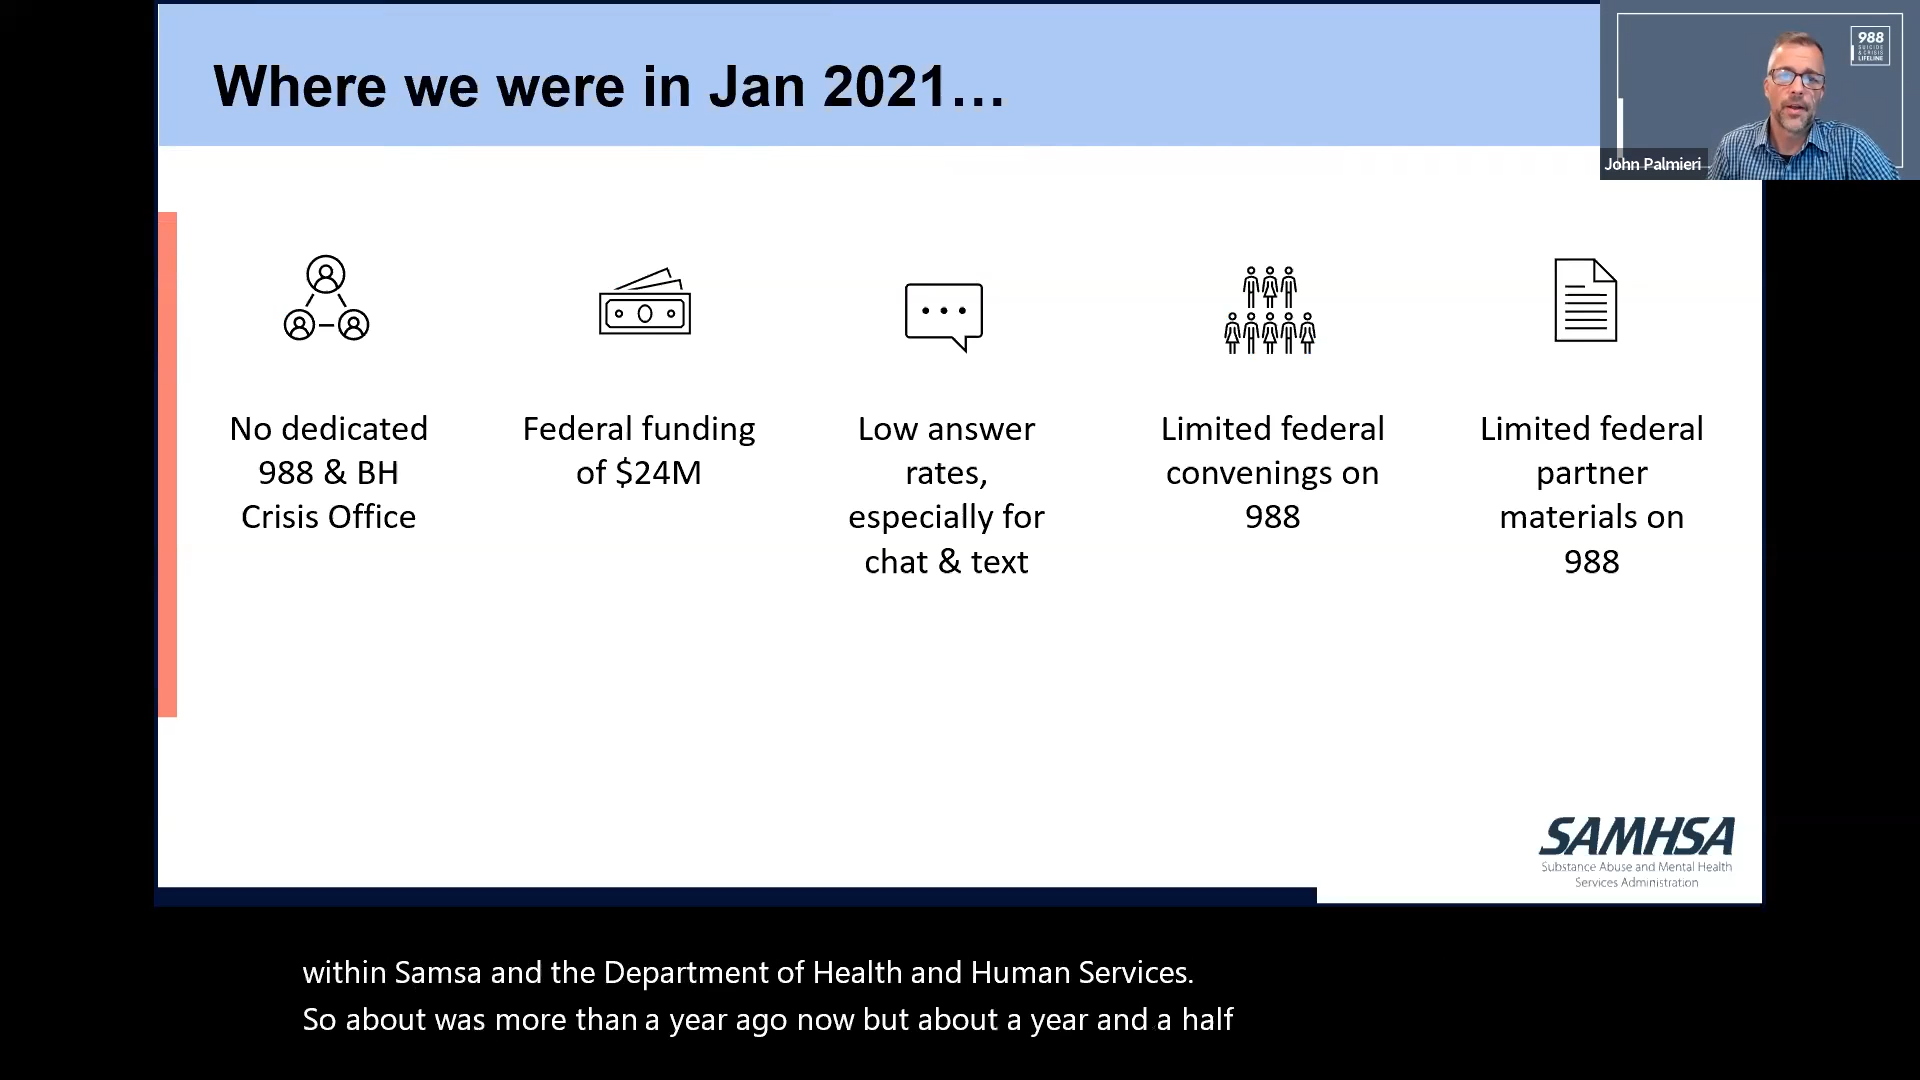 Where we were in Jan 2021...
988
SUICIDE
& CRISIS
LIFELINE
John Palmieri
No dedicated
988 & BH
Crisis Office
Federal funding
of $24M
Low answer
rates,
especially for
chat & text
Limited federal
convenings on
988
Limited federal
partner
materials on
988
SAMHSA
Substance Abuse and Mental Health
Services Administration
within Samsa and the Department of Health and Human Services.
So about was more than a year ago now but about a year and a half